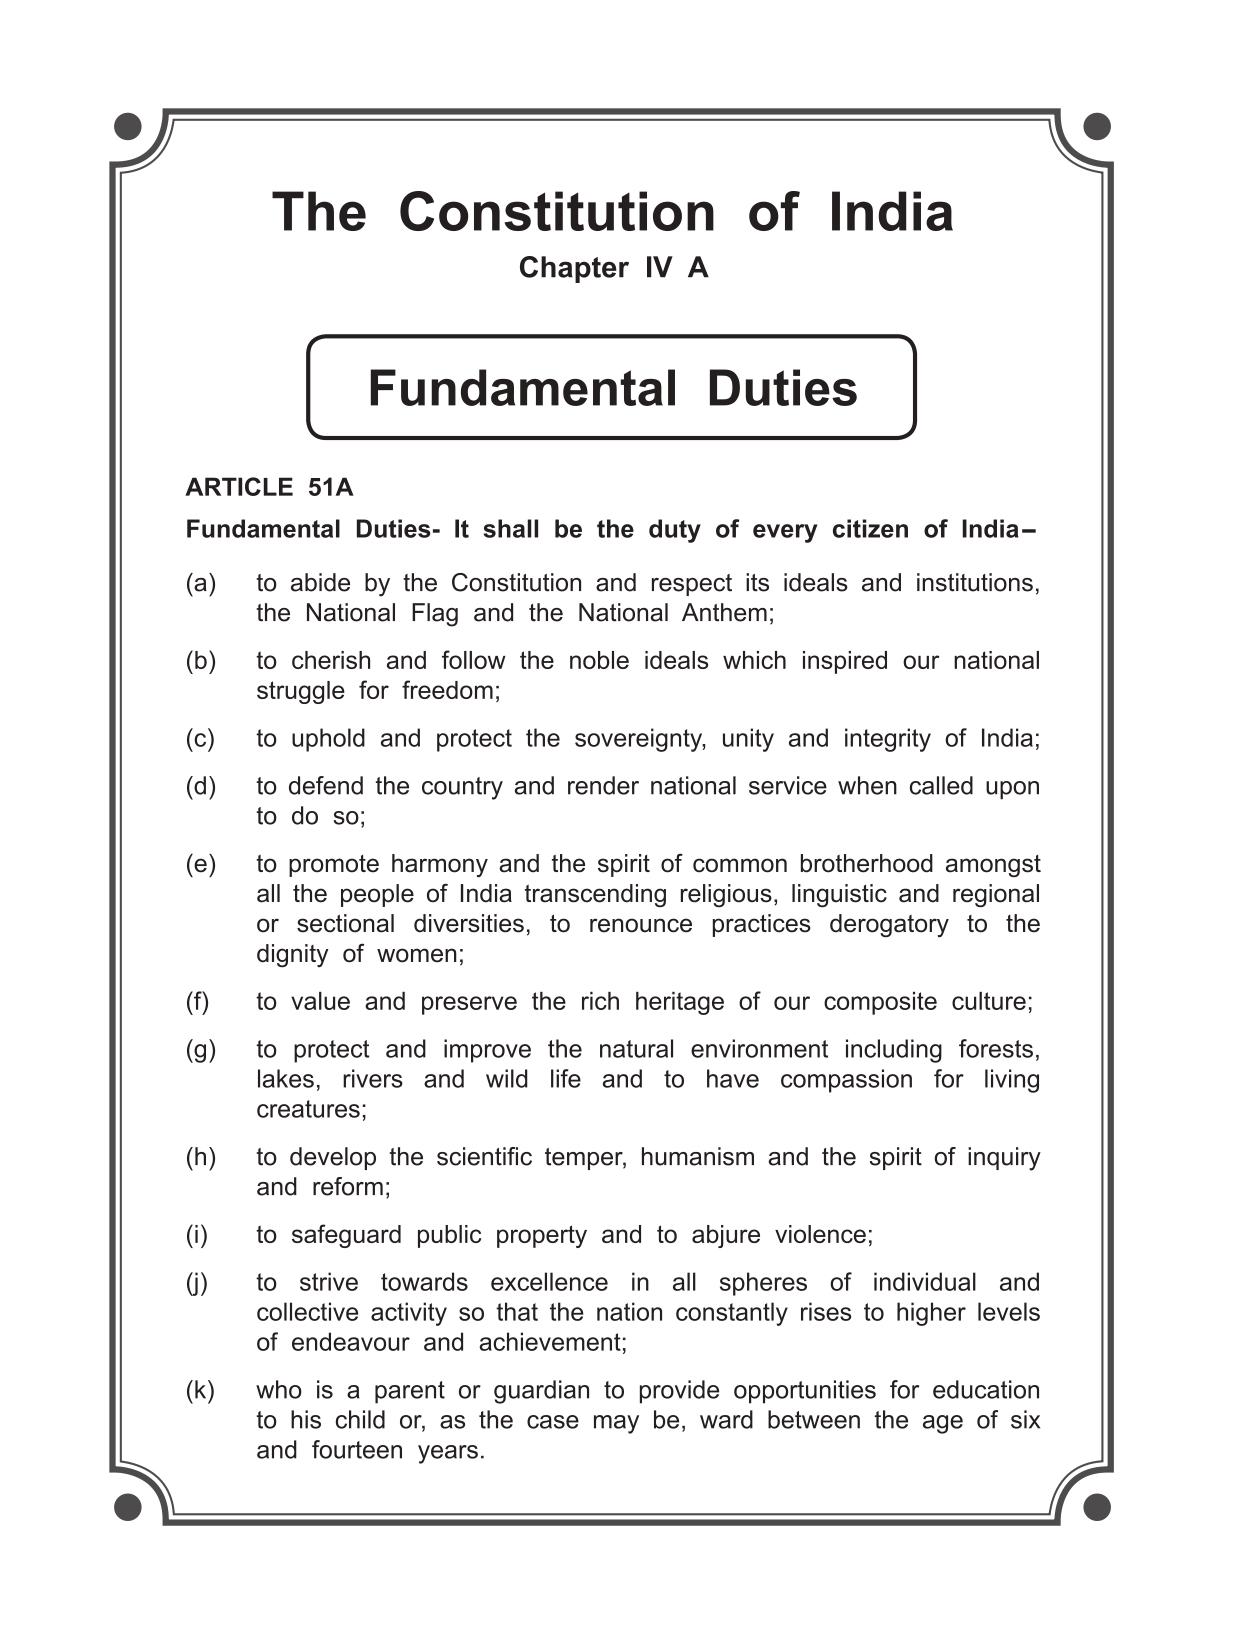 The Constitution of India
Chapter IV A
Fundamental Duties
ARTICLE 51A
Fundamental Duties- It shall be the duty of every citizen of India–
(a) to abide by the Constitution and respect its ideals and institutions,
the National Flag and the National Anthem;
(b) to cherish and follow the noble ideals which inspired our national
struggle for freedom;
(c) to uphold and protect the sovereignty, unity and integrity of India;
(d) to defend the country and render national service when called upon
to do so;
(e) to promote harmony and the spirit of common brotherhood amongst
all the people of India transcending religious, linguistic and regional
or sectional diversities, to renounce practices derogatory to the
dignity of women;
(f) to value and preserve the rich heritage of our composite culture;
(g) to protect and improve the natural environment including forests,
lakes, rivers and wild life and to have compassion for living
creatures;
(h) to develop the scientific temper, humanism and the spirit of inquiry
and reform;
(i) to safeguard public property and to abjure violence;
(j) to strive towards excellence in all spheres of individual and
collective activity so that the nation constantly rises to higher levels
of endeavour and achievement;
(k) who is a parent or guardian to provide opportunities for education
to his child or, as the case may be, ward between the age of six
and fourteen years.